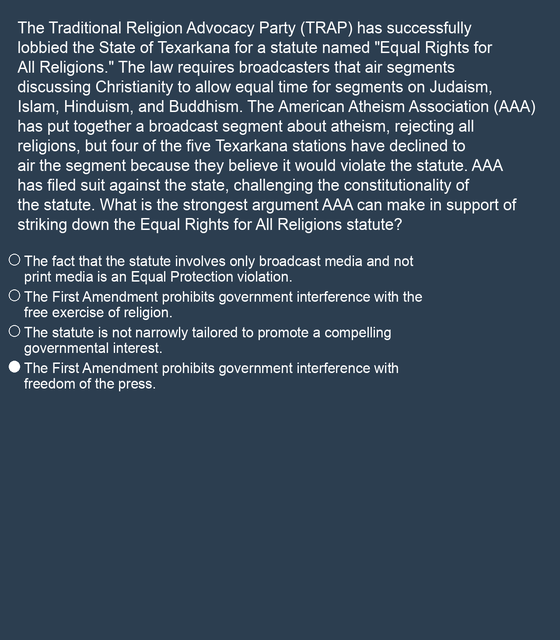 The Traditional Religion Advocacy Party (TRAP) has successfully
lobbied the State of Texarkana for a statute named "Equal Rights for
All Religions." The law requires broadcasters that air segments
discussing Christianity to allow equal time for segments on Judaism,
Islam, Hinduism, and Buddhism. The American Atheism Association (AAA)
has put together a broadcast segment about atheism, rejecting all
religions, but four of the five Texarkana stations have declined to
air the segment because they believe it would violate the statute. AAA
has filed suit against the state, challenging the constitutionality of
the statute. What is the strongest argument AAA can make in support of
striking down the Equal Rights for All Religions statute?
The fact that the statute involves only broadcast media and not
print media is an Equal Protection violation.
The First Amendment prohibits government interference with the
free exercise of religion.
The statute is not narrowly tailored to promote a compelling
governmental interest.
The First Amendment prohibits government interference with
freedom of the press.